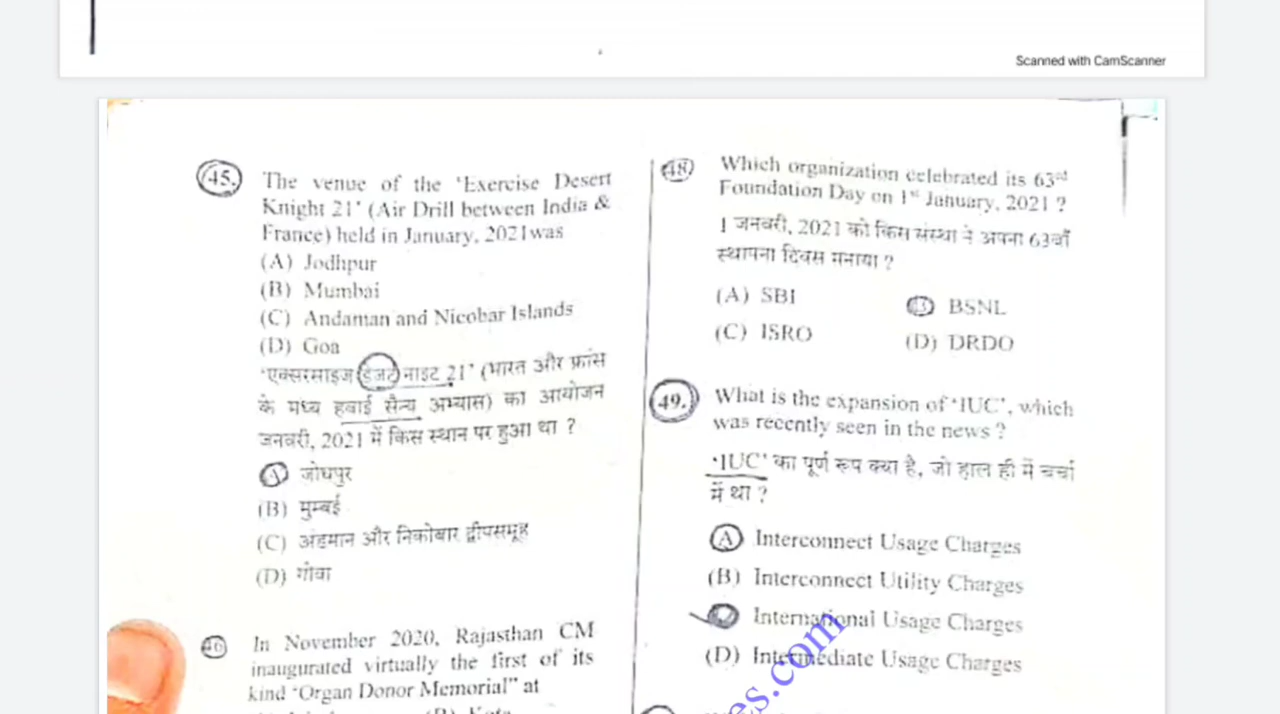 Scanned with CamScanner
45. The venue of the 'Exercise Desert
Knight 21' (Air Drill between India &
France) held in January, 2021was
(A) Jodhpur
(B) Mumbai
(C) Andaman and Nicobar Islands
(D) Goa
'एक्सरसाइज डेजर्ट नाइट 21' (भारत और फ्रांस
के मध्य हवाई सैन्य अभ्यास) का आयोजन
जनवरी, 2021 में किस स्थान पर हुआ था ?
(A) जोधपुर
(B) मुम्बई
(C) अंडमान और निकोबार द्वीपसमूह
(D) गोवा
46 In November 2020, Rajasthan CM
inaugurated virtually the first of its
kind "Organ Donor Memorial" at
(B) Kota
48 Which organization celebrated its 63rd
Foundation Day on 1st January, 2021 ?
1 जनवरी, 2021 को किस संस्था ने अपना 63वाँ
स्थापना दिवस मनाया ?
(A) SBI (B) BSNL
(C) ISRO (D) DRDO
49. What is the expansion of 'IUC', which
was recently seen in the news ?
'IUC' का पूर्ण रूप क्या है, जो हाल ही में चर्चा
में था ?
(A) Interconnect Usage Charges
(B) Interconnect Utility Charges
International Usage Charges
(D) Intermediate Usage Charges
es.com